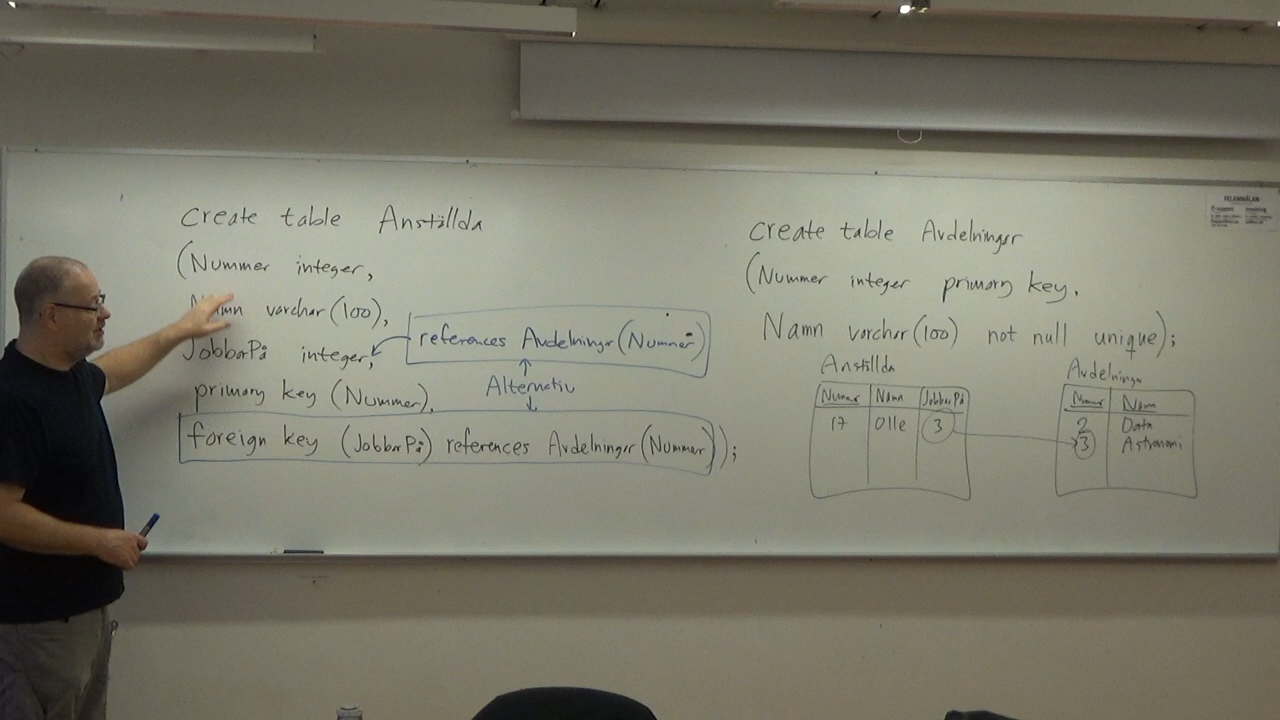 Create table Anställda
(Nummer integer,
Namn varchar(100),
JobbarPå integer,
references Avdelningar(Nummer)
Alternativ
primary key (Nummer),
foreign key (JobbarPå) references Avdelningar(Nummer));
Create table Avdelningar
(Nummer integer primary key,
Namn varchar(100) not null unique);
Anställda
Nummer Namn JobbarPå
17 Olle 3
Avdelningar
Nummer Namn
2 Data
3 Astronomi
FELANMÄLAN